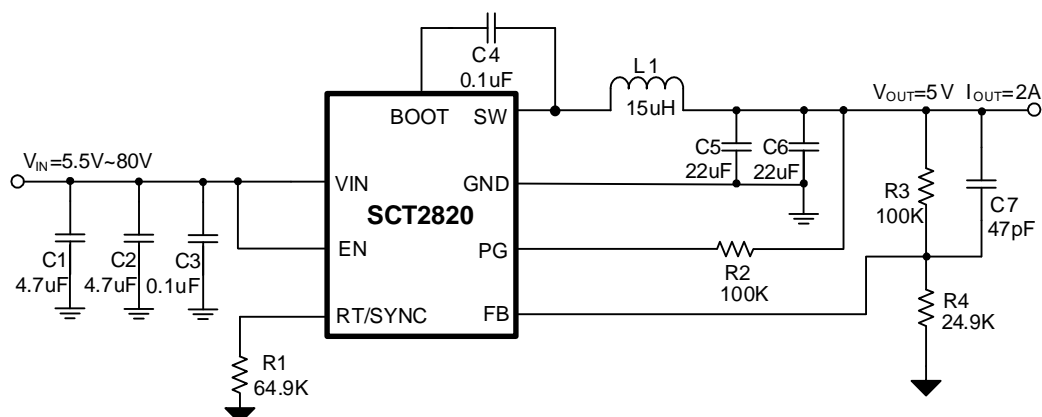 C4
0.1uF
L1
15uH
VOUT=5V IOUT=2A
BOOT
SW
C5
22uF
C6
22uF
VIN=5.5V~80V
VIN
GND
SCT2820
R3
100K
C7
47pF
C1
4.7uF
C2
4.7uF
C3
0.1uF
EN
PG
R2
100K
RT/SYNC
FB
R4
24.9K
R1
64.9K